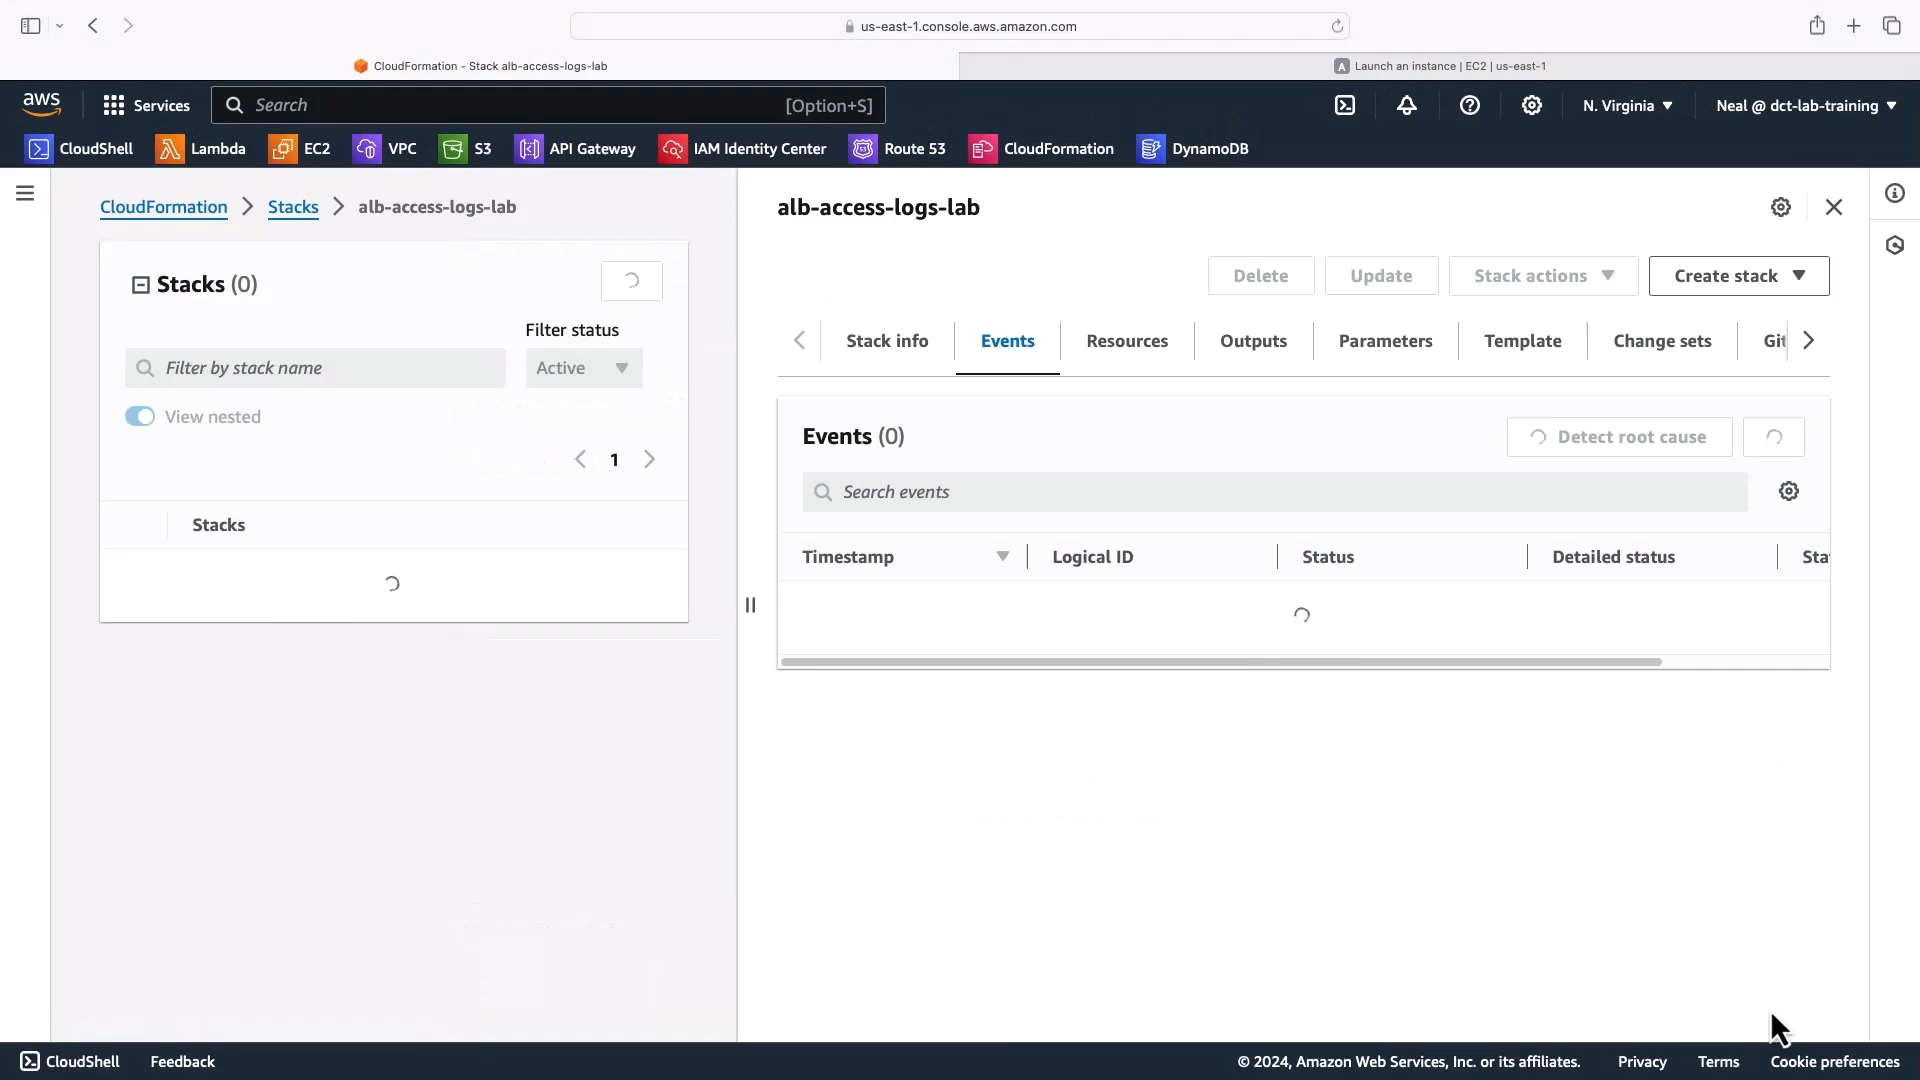 us-east-1.console.aws.amazon.com
CloudFormation - Stack alb-access-logs-lab
A Launch an instance | EC2 | us-east-1
aws Services Search [Option+S] N. Virginia Neal @ dct-lab-training
CloudShell Lambda EC2 VPC S3 API Gateway IAM Identity Center Route 53 CloudFormation DynamoDB
CloudFormation Stacks alb-access-logs-lab
Stacks (0)
Filter status
Filter by stack name Active
View nested
1
Stacks
alb-access-logs-lab
Delete Update Stack actions Create stack
Stack info Events Resources Outputs Parameters Template Change sets Git
Events (0) Detect root cause
Search events
Timestamp Logical ID Status Detailed status Sta
CloudShell Feedback © 2024, Amazon Web Services, Inc. or its affiliates. Privacy Terms Cookie preferences